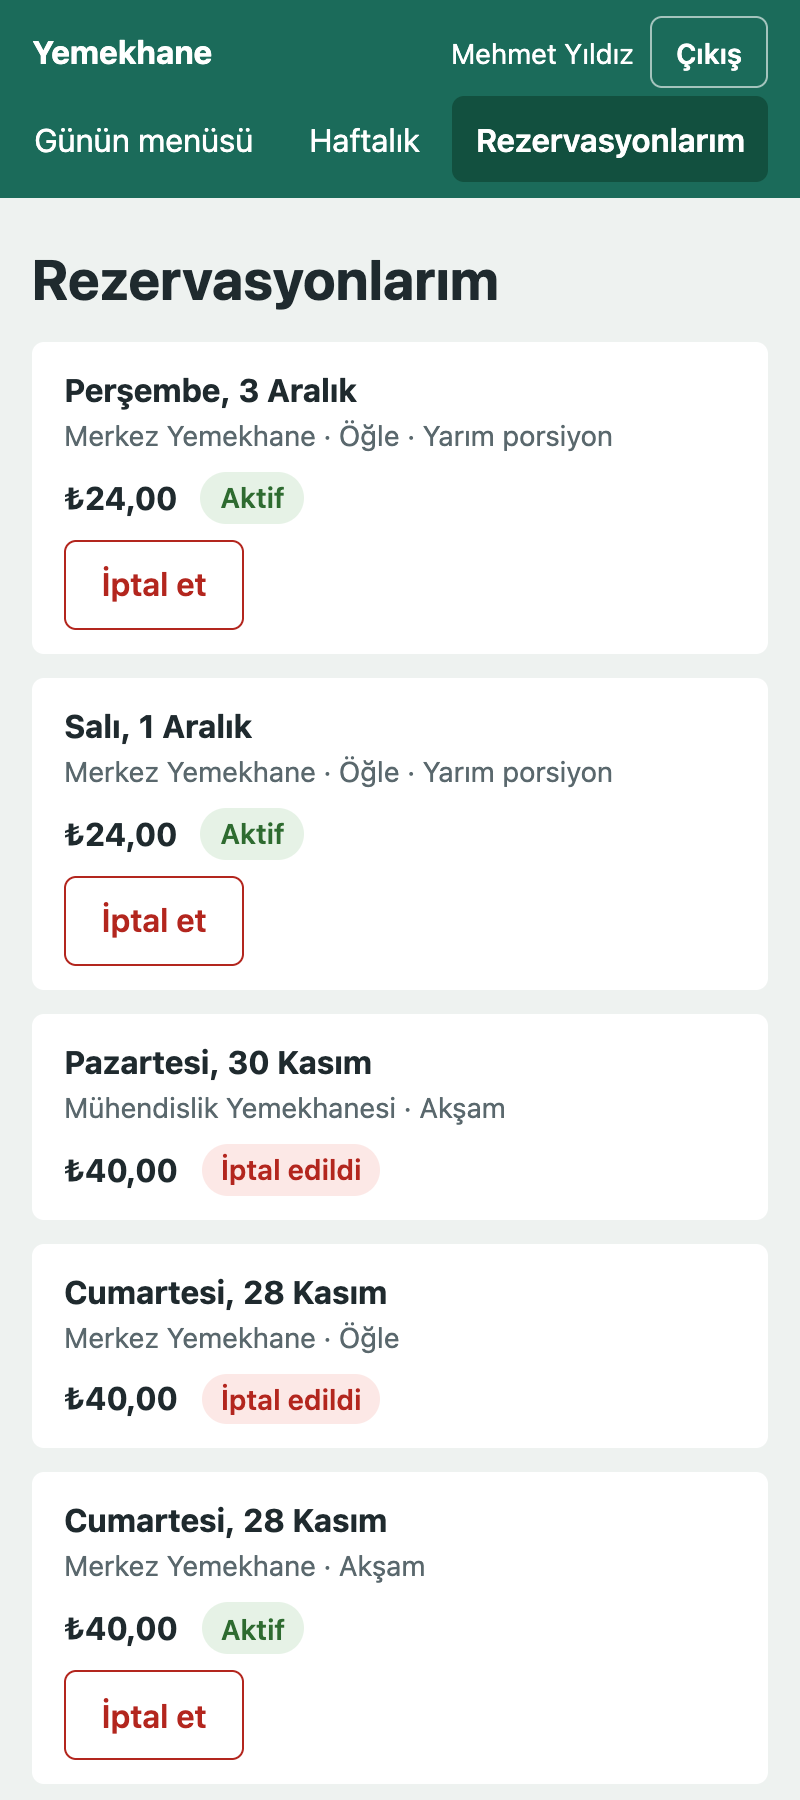 Yemekhane
Mehmet Yıldız
Çıkış
Günün menüsü
Haftalık
Rezervasyonlarım
Rezervasyonlarım
Perşembe, 3 Aralık
Merkez Yemekhane · Öğle · Yarım porsiyon
₺24,00
Aktif
İptal et
Salı, 1 Aralık
Merkez Yemekhane · Öğle · Yarım porsiyon
₺24,00
Aktif
İptal et
Pazartesi, 30 Kasım
Mühendislik Yemekhanesi · Akşam
₺40,00
İptal edildi
Cumartesi, 28 Kasım
Merkez Yemekhane · Öğle
₺40,00
İptal edildi
Cumartesi, 28 Kasım
Merkez Yemekhane · Akşam
₺40,00
Aktif
İptal et